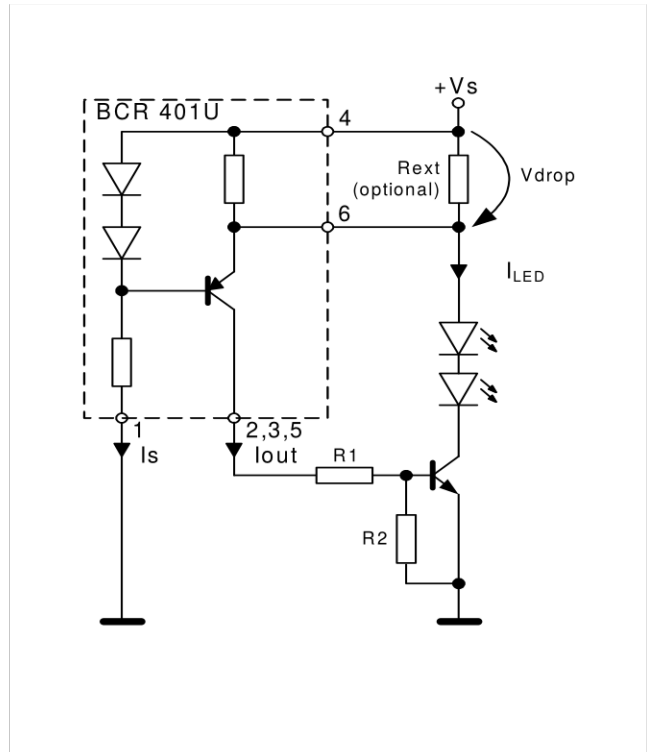 +Vs
BCR 401U
4
Rext
(optional)
Vdrop
6
ILED
1
Is
2,3,5
Iout
R1
R2